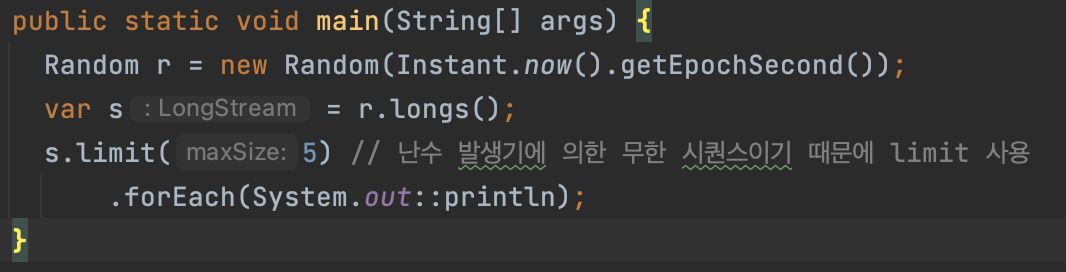 public static void main(String[] args) {
Random r = new Random(Instant.now().getEpochSecond());
var s : LongStream = r.longs();
s.limit( maxSize: 5) // 난수 발생기에 의한 무한 시퀀스이기 때문에 limit 사용
.forEach(System.out::println);
}